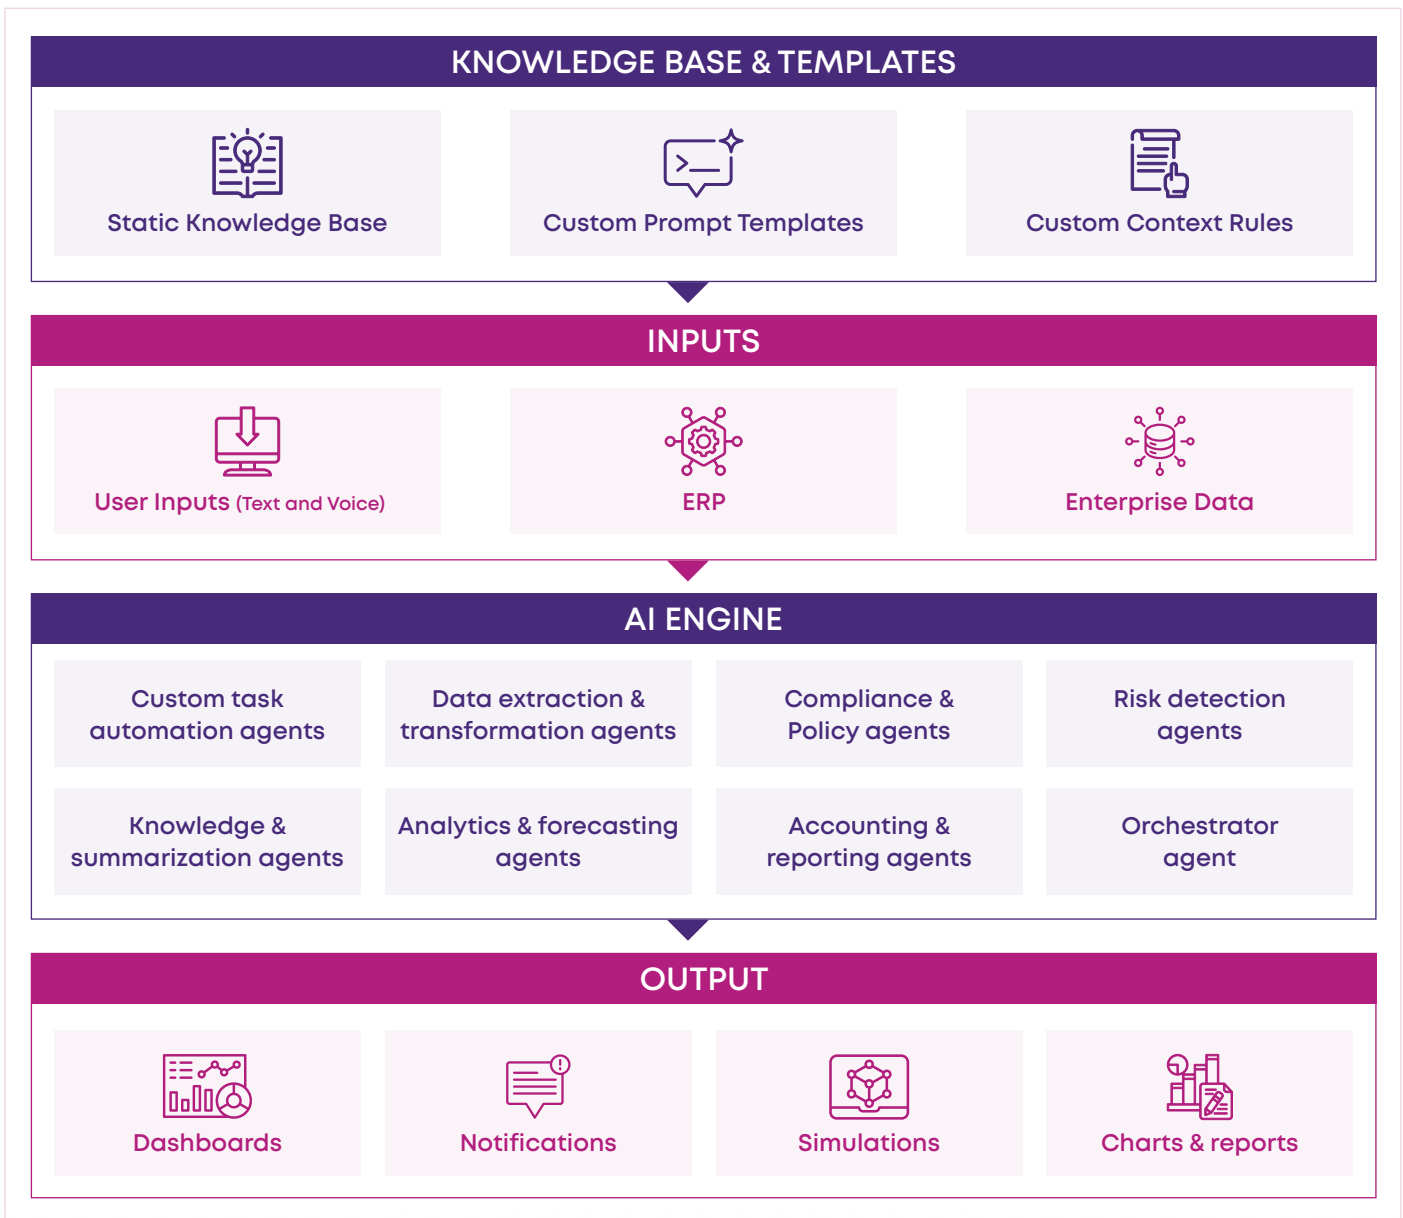 KNOWLEDGE BASE & TEMPLATES
Static Knowledge Base
Custom Prompt Templates
Custom Context Rules
INPUTS
User Inputs (Text and Voice)
ERP
Enterprise Data
AI ENGINE
Custom task
automation agents
Data extraction &
transformation agents
Compliance &
Policy agents
Risk detection
agents
Knowledge &
summarization agents
Analytics & forecasting
agents
Accounting &
reporting agents
Orchestrator
agent
OUTPUT
Dashboards
Notifications
Simulations
Charts & reports